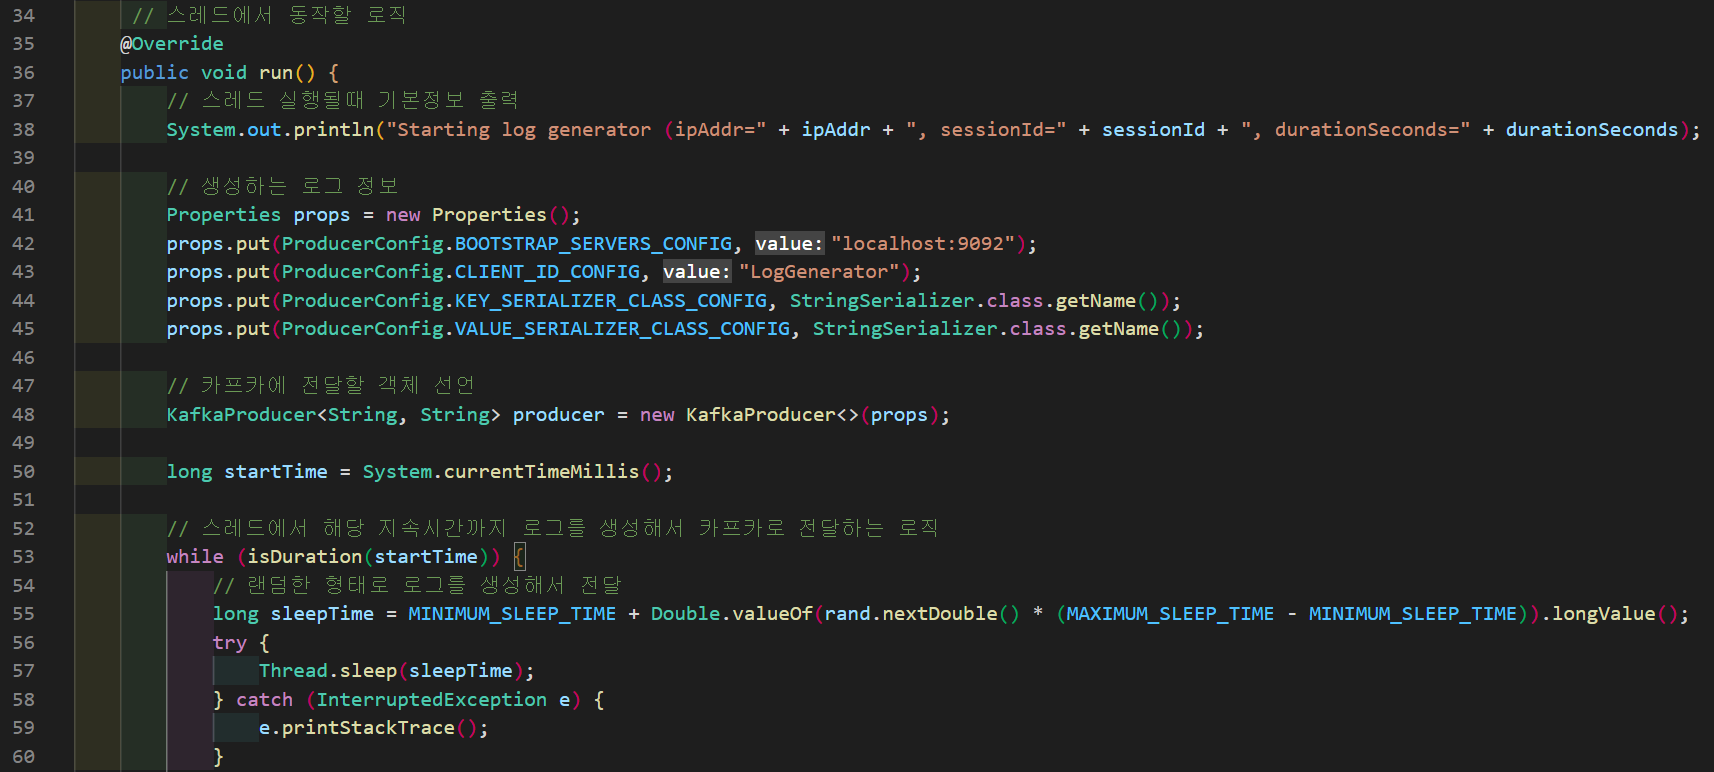 34 // 스레드에서 동작할 로직
35 @Override
36 public void run() {
37 // 스레드 실행될때 기본정보 출력
38 System.out.println("Starting log generator (ipAddr=" + ipAddr + ", sessionId=" + sessionId + ", durationSeconds=" + durationSeconds);
39
40 // 생성하는 로그 정보
41 Properties props = new Properties();
42 props.put(ProducerConfig.BOOTSTRAP_SERVERS_CONFIG, value: "localhost:9092");
43 props.put(ProducerConfig.CLIENT_ID_CONFIG, value: "LogGenerator");
44 props.put(ProducerConfig.KEY_SERIALIZER_CLASS_CONFIG, StringSerializer.class.getName());
45 props.put(ProducerConfig.VALUE_SERIALIZER_CLASS_CONFIG, StringSerializer.class.getName());
46
47 // 카프카에 전달할 객체 선언
48 KafkaProducer<String, String> producer = new KafkaProducer<>(props);
49
50 long startTime = System.currentTimeMillis();
51
52 // 스레드에서 해당 지속시간까지 로그를 생성해서 카프카로 전달하는 로직
53 while (isDuration(startTime)) {
54 // 랜덤한 형태로 로그를 생성해서 전달
55 long sleepTime = MINIMUM_SLEEP_TIME + Double.valueOf(rand.nextDouble() * (MAXIMUM_SLEEP_TIME - MINIMUM_SLEEP_TIME)).longValue();
56 try {
57 Thread.sleep(sleepTime);
58 } catch (InterruptedException e) {
59 e.printStackTrace();
60 }